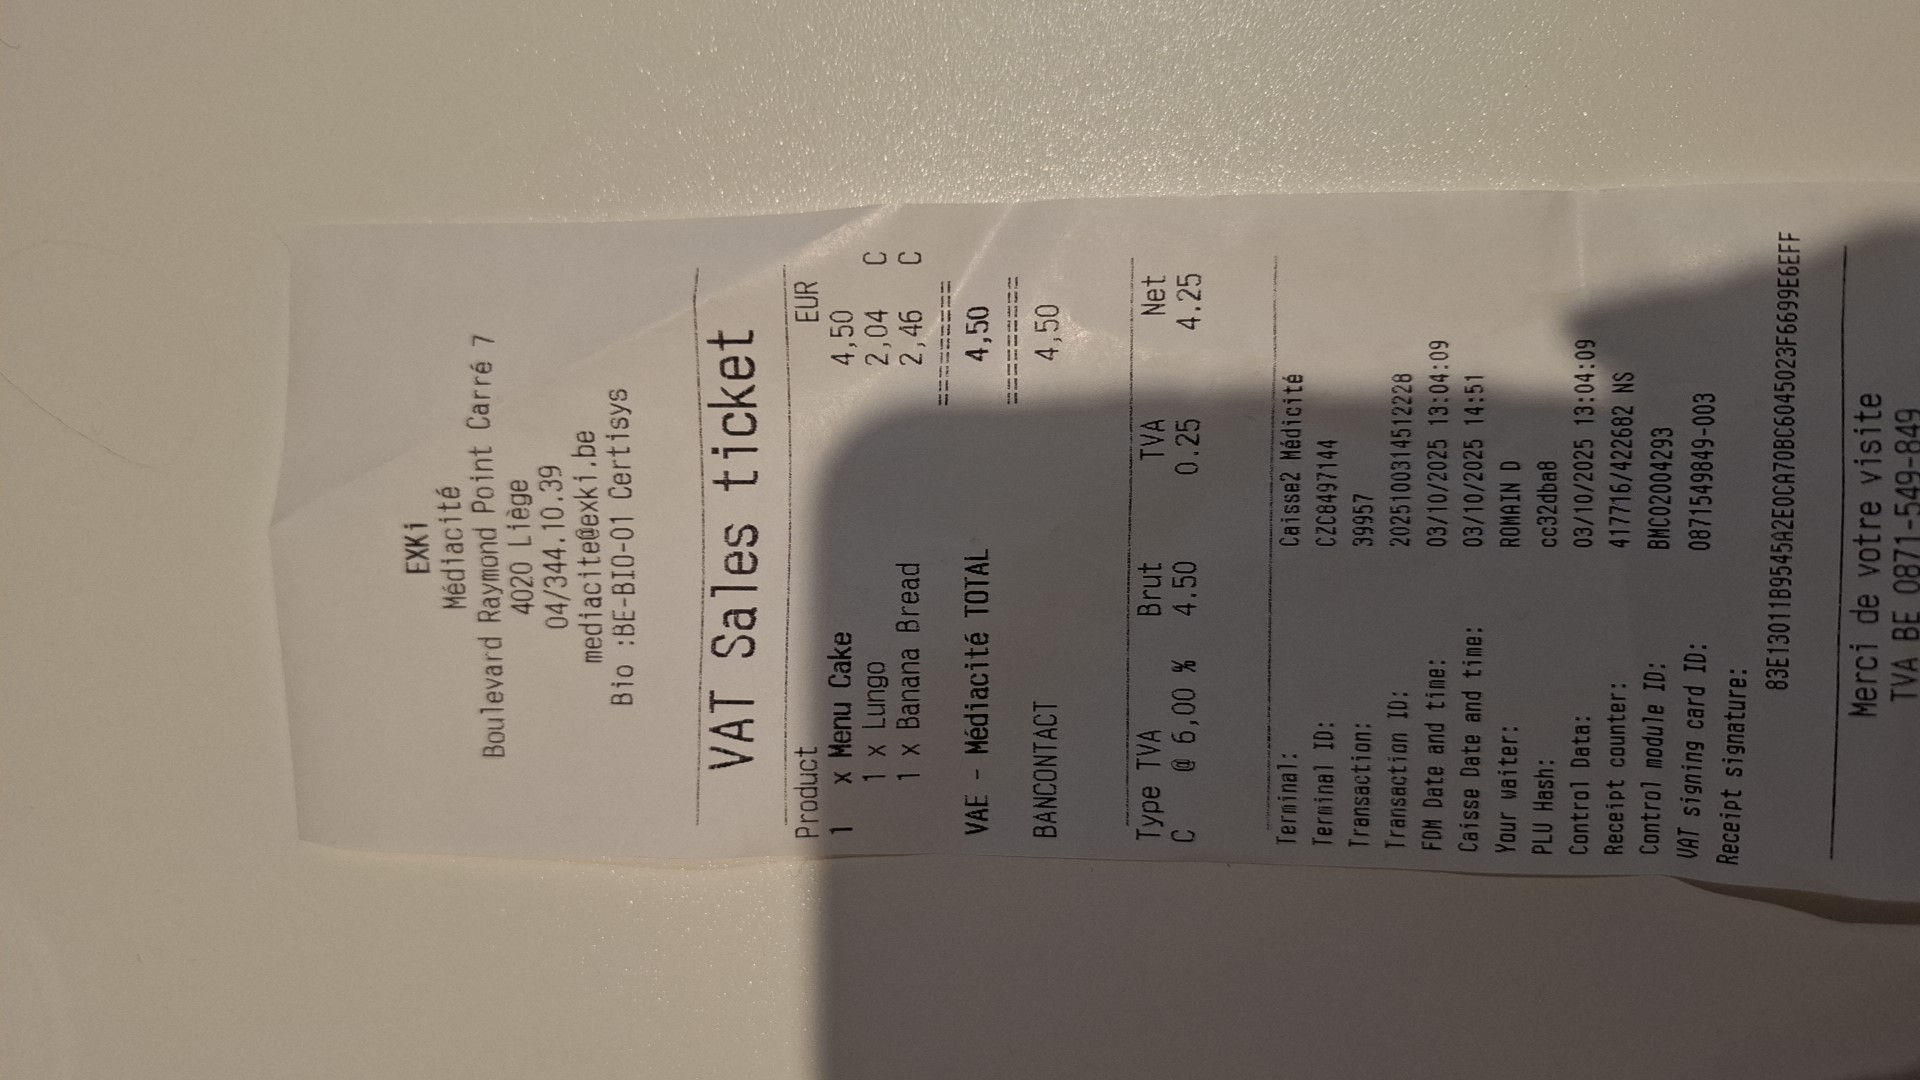 EXKi
Médiacité
Boulevard Raymond Point Carré 7
4020 Liège
04/344.10.39
mediacite@exki.be
Bio :BE-BIO-01 Certisys
VAT Sales ticket
Product EUR
1 x Menu Cake 4,50
1 x Lungo 2,04 C
1 x Banana Bread 2,46 C
==========
VAE - Médiacité TOTAL 4,50
==========
BANCONTACT 4,50
Type TVA Brut TVA Net
C @ 6,00 % 4.50 0.25 4.25
Terminal: Caisse2 Médicité
Terminal ID: CZC8497144
Transaction: 39957
Transaction ID: 2025100314512228
FDM Date and time: 03/10/2025 13:04:09
Caisse Date and time: 03/10/2025 14:51
Your waiter: ROMAIN D
PLU Hash: cc32dba8
Control Data: 03/10/2025 13:04:09
Receipt counter: 417716/422682 NS
Control module ID: BMC02004293
VAT signing card ID: 0871549849-003
Receipt signature:
83E13011B9545A2E0CA70BC6045023F6699E6EFF
Merci de votre visite
TVA BE 0871-549-849